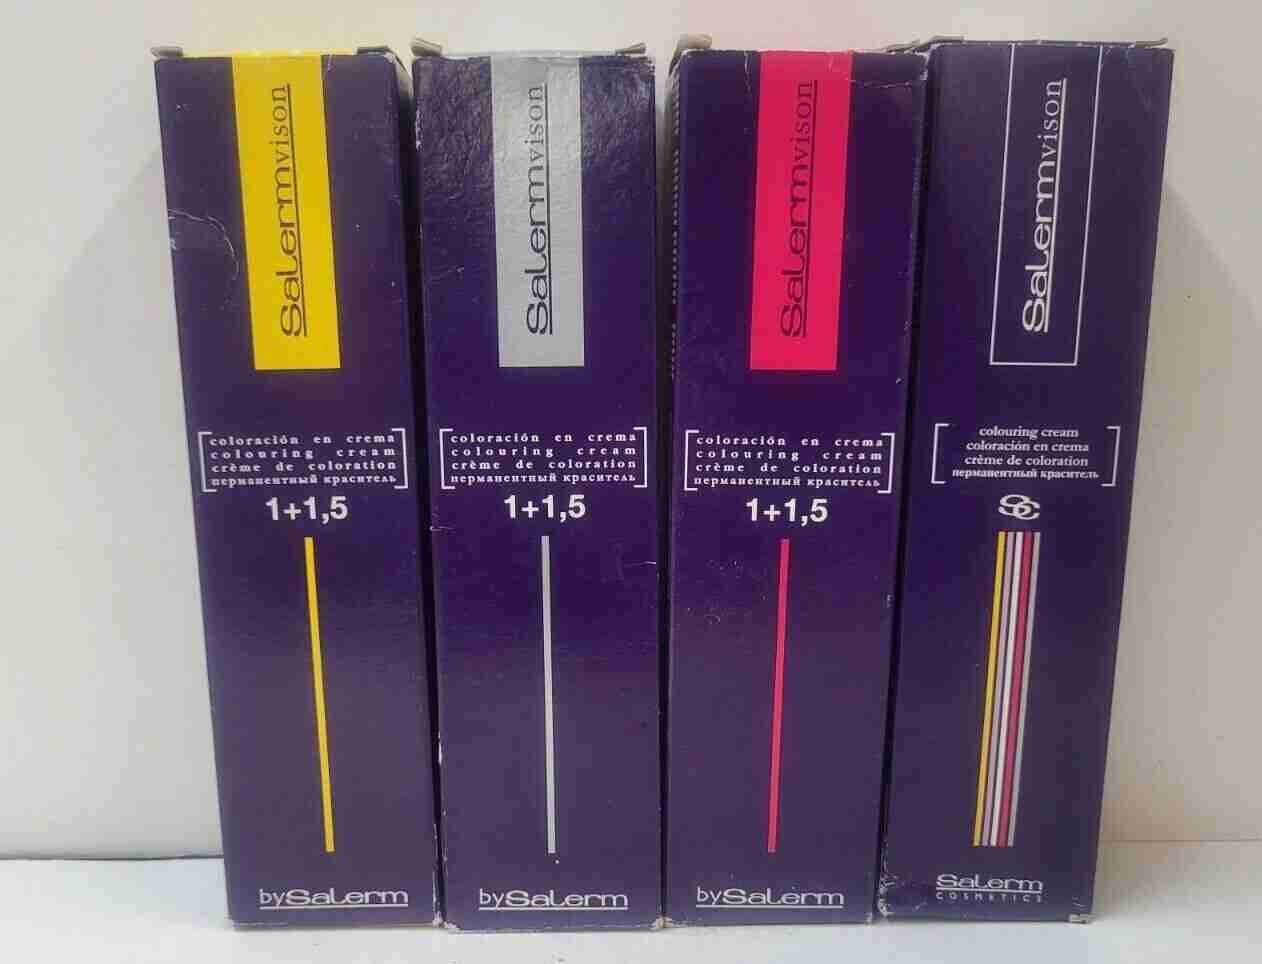 Salermvison
coloración en crema
colouring cream
crème de coloration
перманентный краситель
1+1,5
bySalerm
Salermvison
coloración en crema
colouring cream
crème de coloration
перманентный краситель
1+1,5
bySalerm
Salermvison
coloración en crema
colouring cream
crème de coloration
перманентный краситель
1+1,5
bySalerm
Salermvison
colouring cream
coloración en crema
crème de coloration
перманентный краситель
SC
Salerm
COSMETICS